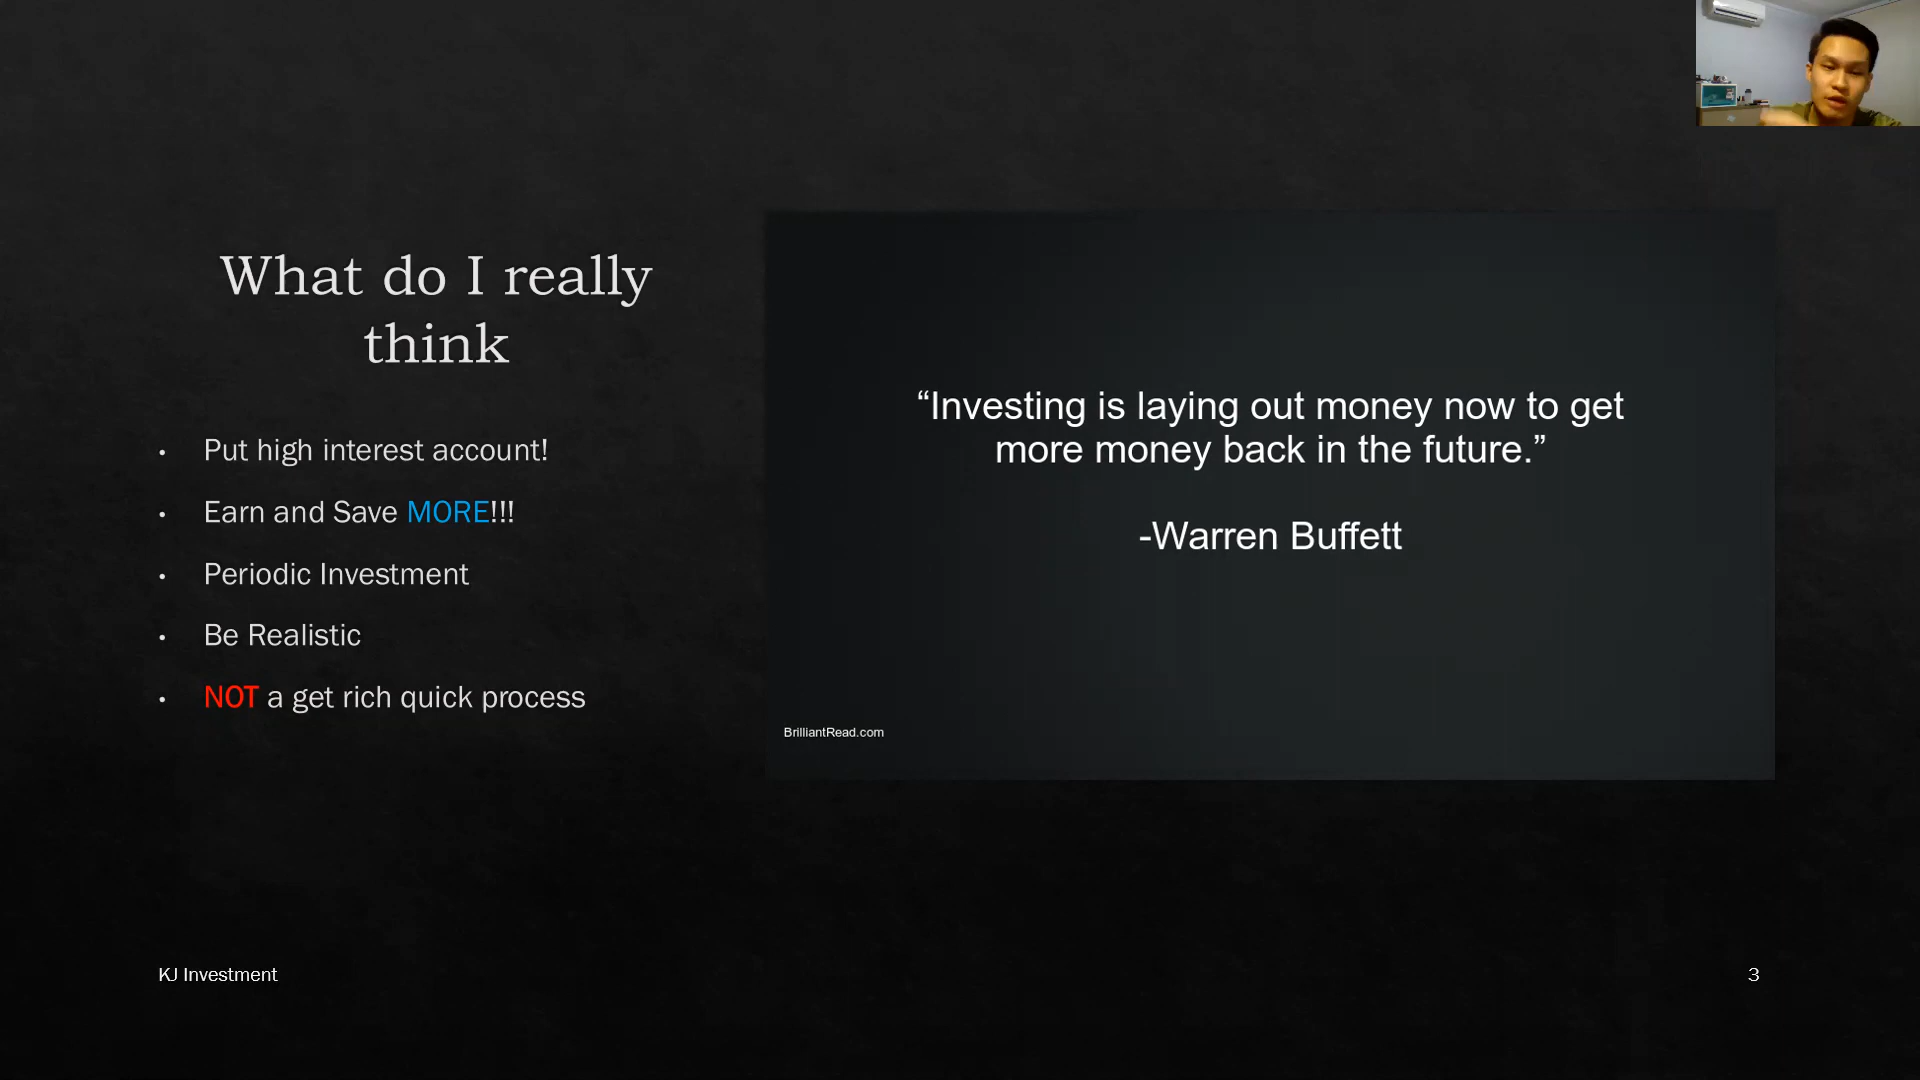 What do I really
think
• Put high interest account!
• Earn and Save MORE!!!
• Periodic Investment
• Be Realistic
• NOT a get rich quick process
“Investing is laying out money now to get
more money back in the future.”
-Warren Buffett
BrilliantRead.com
KJ Investment
3